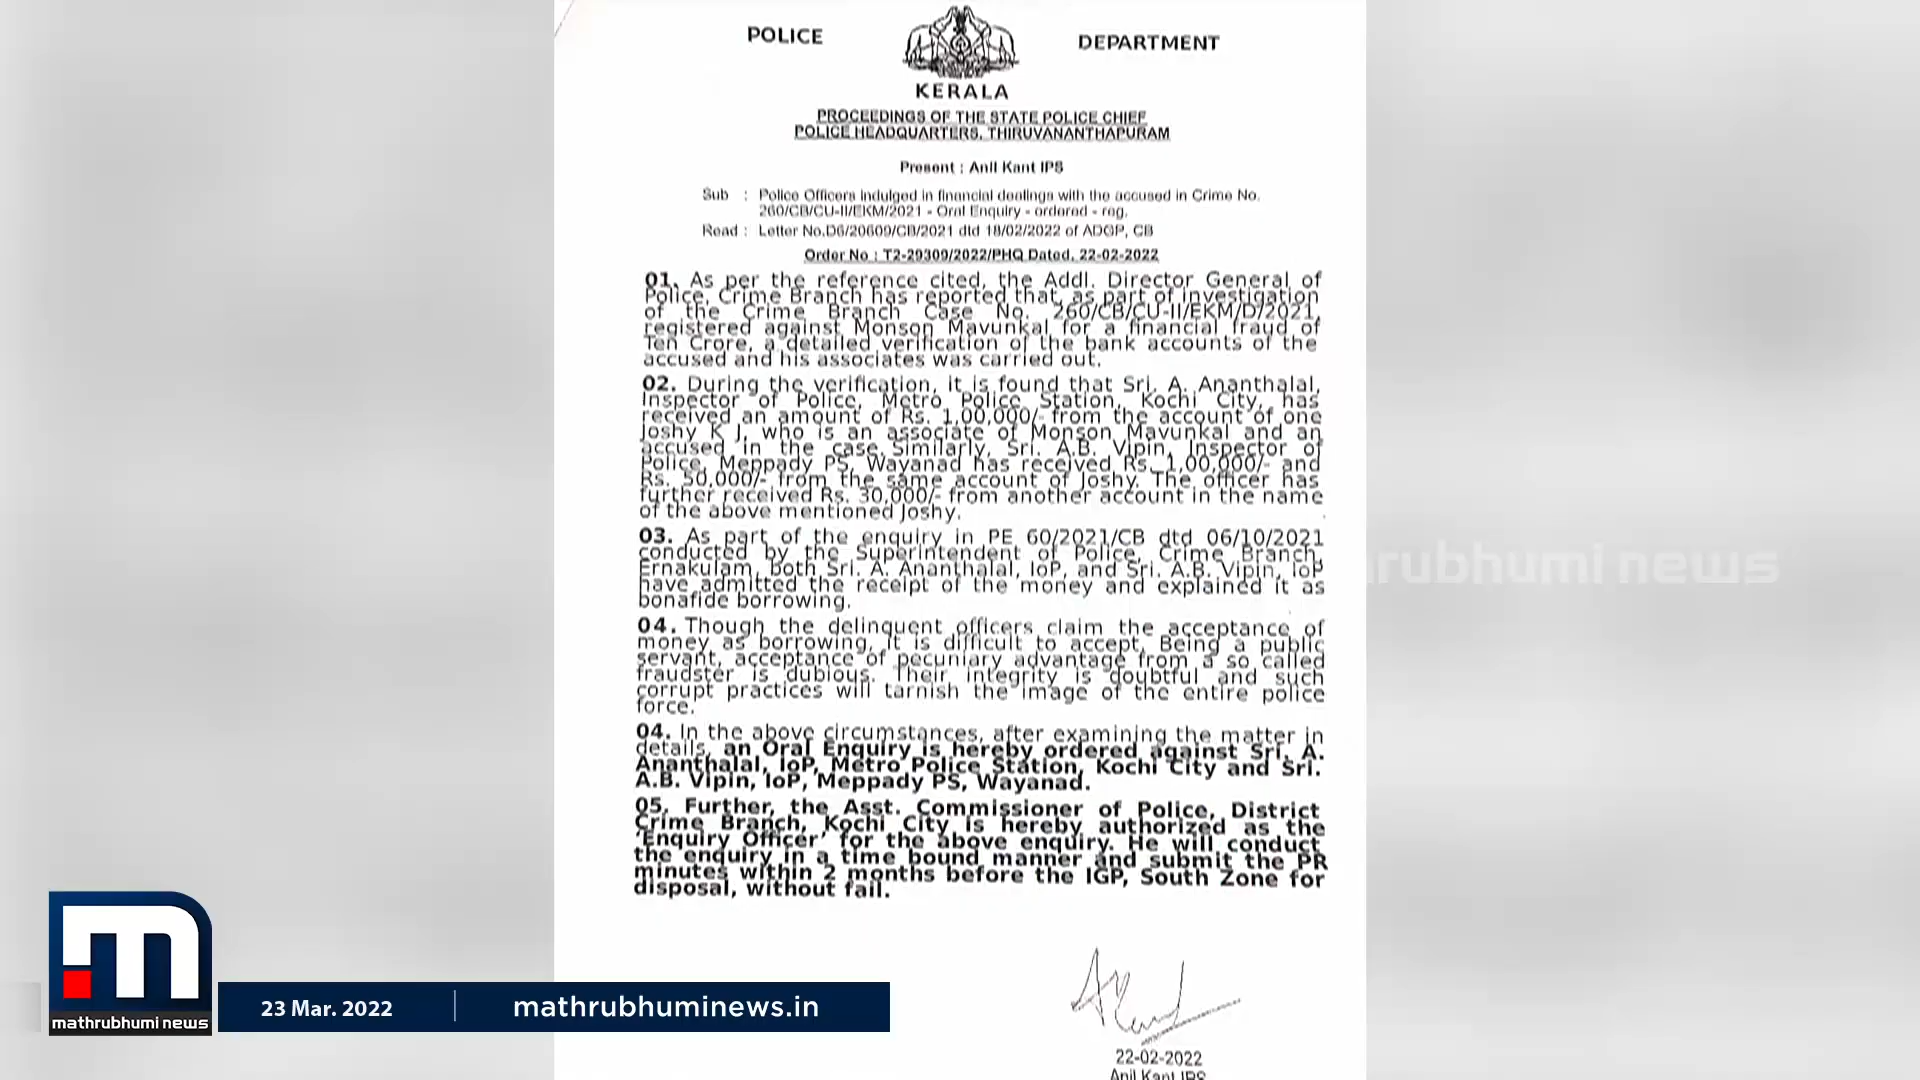 POLICE DEPARTMENT
KERALA
PROCEEDINGS OF THE STATE POLICE CHIEF
POLICE HEADQUARTERS, THIRUVANANTHAPURAM
Present : Anil Kant IPS
Sub : Police Officers indulged in financial dealings with the accused in Crime No.
260/CB/CU-II/EKM/2021 - Oral Enquiry - ordered - reg.
Read : Letter No.D6/20609/CB/2021 dtd 18/02/2022 of ADGP, CB
Order No : T2-29309/2022/PHQ Dated, 22-02-2022
01. As per the reference cited, the Addl. Director General of
Police, Crime Branch has reported that, as part of investigation
of the Crime Branch Case No. 260/CB/CU-II/EKM/D/2021,
registered against Monson Mavunkal for a financial fraud of
Ten Crore, a detailed verification of the bank accounts of the
accused and his associates was carried out.
02. During the verification, it is found that Sri. A. Ananthalal,
Inspector of Police, Metro Police Station, Kochi City, has
received an amount of Rs. 1,00,000/- from the account of one
Joshy K J, who is an associate of Monson Mavunkal and an
accused in the case. Similarly, Sri. A.B. Vipin, Inspector of
Police, Meppady PS, Wayanad has received Rs. 1,00,000/- and
Rs. 50,000/- from the same account of Joshy. The officer has
further received Rs. 30,000/- from another account in the name
of the above mentioned Joshy.
03. As part of the enquiry in PE 60/2021/CB dtd 06/10/2021
conducted by the Superintendent of Police, Crime Branch,
Ernakulam, both Sri. A. Ananthalal, IoP, and Sri. A.B. Vipin, IoP
have admitted the receipt of the money and explained it as
bonafide borrowing.
04. Though the delinquent officers claim the acceptance of
money as borrowing, it is difficult to accept. Being a public
servant, acceptance of pecuniary advantage from a so called
fraudster is dubious. Their integrity is doubtful and such
corrupt practices will tarnish the image of the entire police
force.
04. In the above circumstances, after examining the matter in
details, an Oral Enquiry is hereby ordered against Sri. A.
Ananthalal, IoP, Metro Police Station, Kochi City and Sri.
A.B. Vipin, IoP, Meppady PS, Wayanad.
05. Further, the Asst. Commissioner of Police, District
Crime Branch, Kochi City is hereby authorized as the
'Enquiry Officer' for the above enquiry. He will conduct
the enquiry in a time bound manner and submit the PR
minutes within 2 months before the IGP, South Zone for
disposal, without fail.
22-02-2022
Anil Kant IPS
rubhumi news
mathrubhumi news
23 Mar. 2022
mathrubhuminews.in